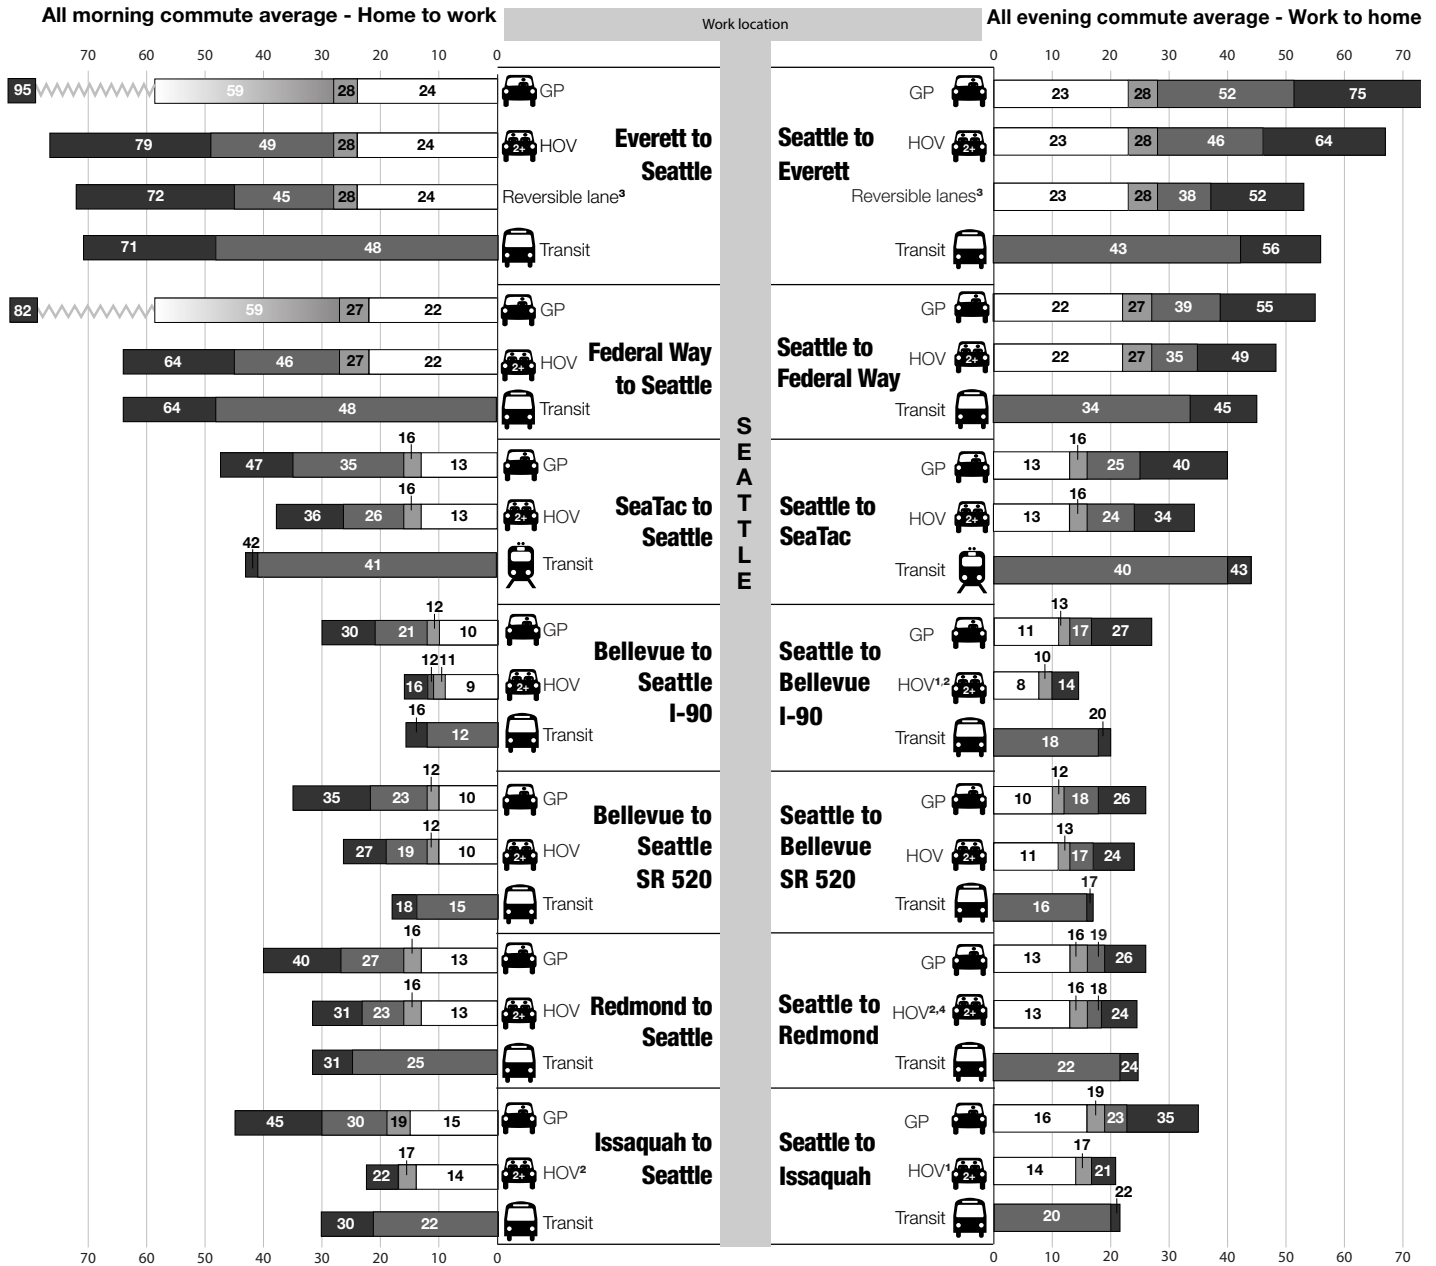 All morning commute average - Home to work
Work location
All evening commute average - Work to home
70 60 50 40 30 20 10 0
0 10 20 30 40 50 60 70
SEATTLE
Everett to
Seattle
95 59 28 24 GP
79 49 28 24 2+ HOV
72 45 28 24 Reversible lane³
71 48 Transit
Seattle to
Everett
GP 23 28 52 75
HOV 2+ 23 28 46 64
Reversible lanes³ 23 28 38 52
Transit 43 56
Federal Way
to Seattle
82 59 27 22 GP
64 46 27 22 2+ HOV
64 48 Transit
Seattle to
Federal Way
GP 22 27 39 55
HOV 2+ 22 27 35 49
Transit 34 45
SeaTac to
Seattle
47 35 16 13 GP
36 26 16 13 2+ HOV
42 41 Transit
Seattle to
SeaTac
GP 13 16 25 40
HOV 2+ 13 16 24 34
Transit 40 43
Bellevue to
Seattle
I-90
30 21 12 10 GP
16 12 11 9 2+ HOV
16 12 Transit
Seattle to
Bellevue
I-90
GP 11 13 17 27
HOV¹,² 2+ 8 10 14
Transit 18 20
Bellevue to
Seattle
SR 520
35 23 12 10 GP
27 19 12 10 2+ HOV
18 15 Transit
Seattle to
Bellevue
SR 520
GP 10 12 18 26
HOV 2+ 11 13 17 24
Transit 16 17
Redmond to
Seattle
40 27 16 13 GP
31 23 16 13 2+ HOV
31 25 Transit
Seattle to
Redmond
GP 13 16 19 26
HOV²,⁴ 2+ 13 16 18 24
Transit 22 24
Issaquah to
Seattle
45 30 19 15 GP
22 17 14 2+ HOV²
30 22 Transit
Seattle to
Issaquah
GP 16 19 23 35
HOV¹ 2+ 14 17 21
Transit 20 22
70 60 50 40 30 20 10 0
0 10 20 30 40 50 60 70